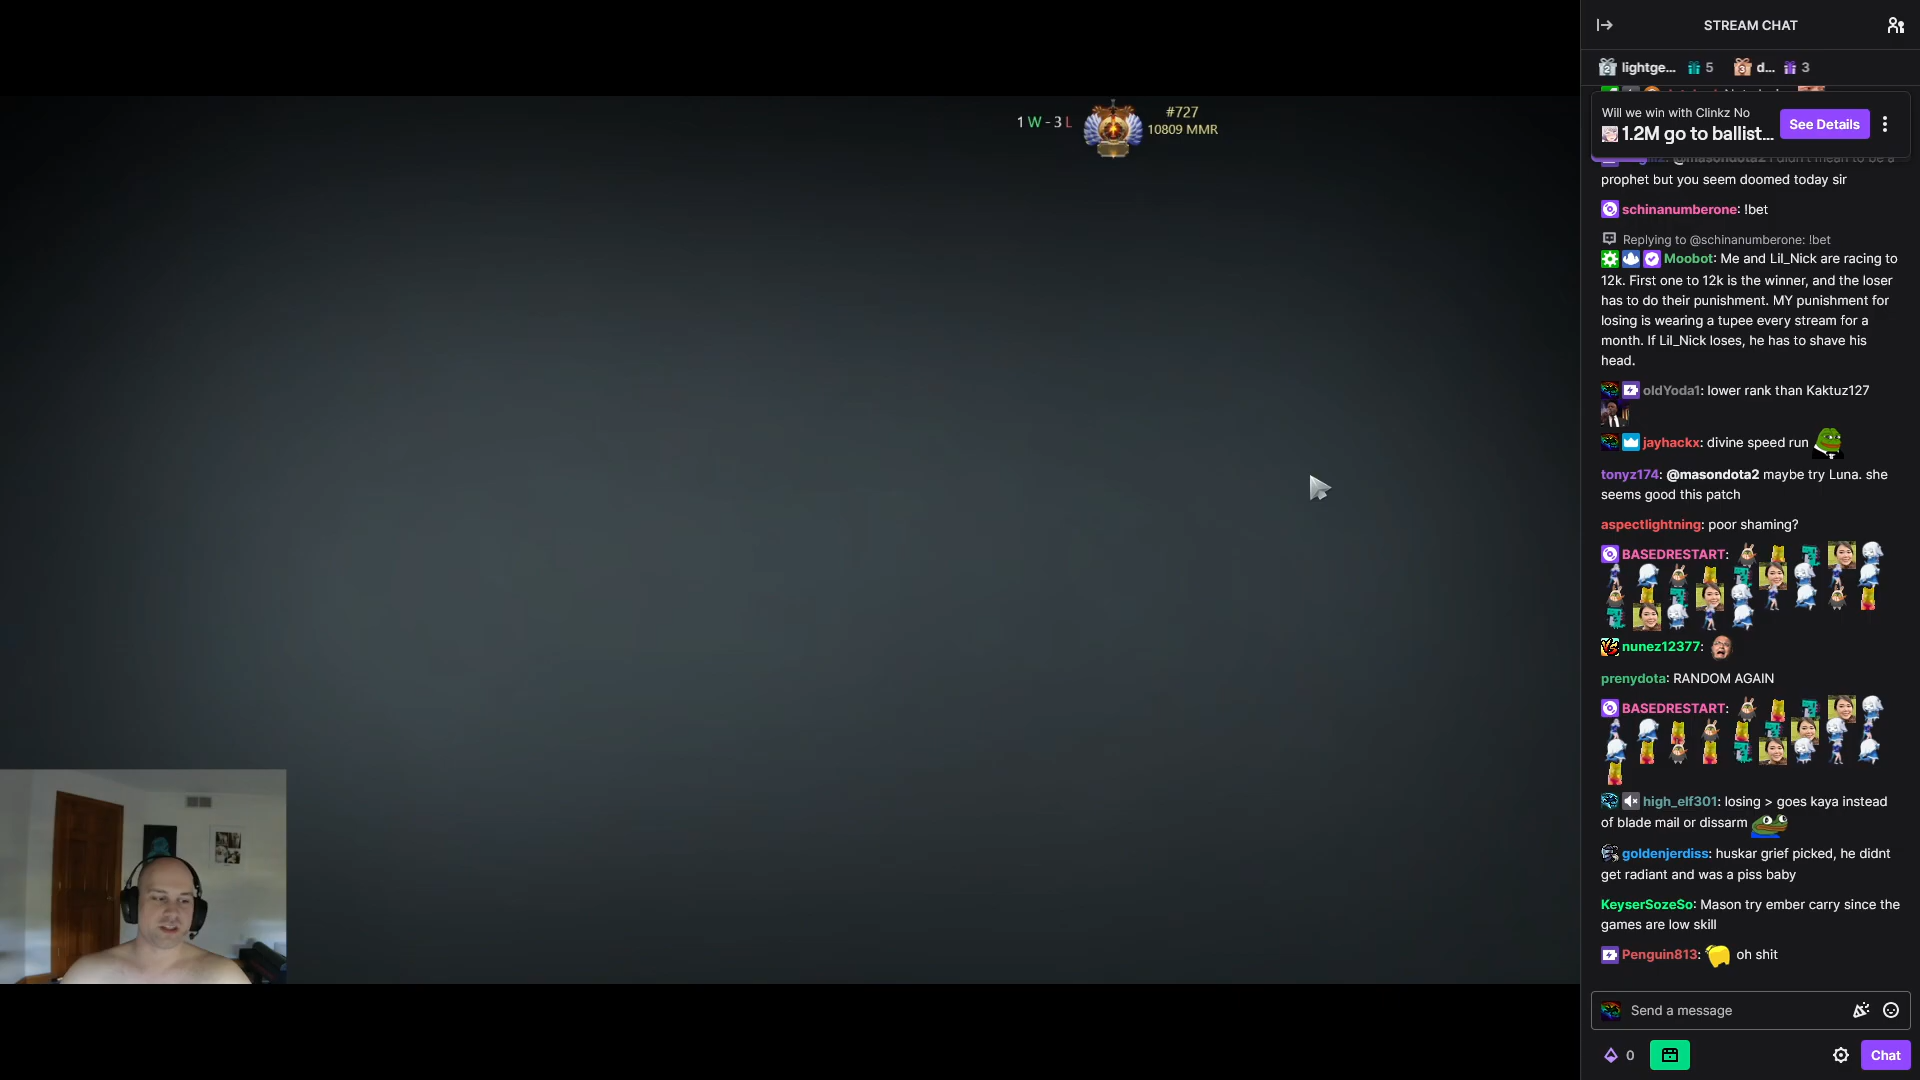 STREAM CHAT
lightge... 5 d... 3
Will we win with Clinkz No
1.2M go to ballist...
See Details
prophet but you seem doomed today sir
schinanumberone: !bet
Replying to @schinanumberone: !bet
Moobot: Me and Lil_Nick are racing to
12k. First one to 12k is the winner, and the loser
has to do their punishment. MY punishment for
losing is wearing a tupee every stream for a
month. If Lil_Nick loses, he has to shave his
head.
oldYoda1: lower rank than Kaktuz127
jayhackx: divine speed run
tonyz174: @masondota2 maybe try Luna. she
seems good this patch
aspectlightning: poor shaming?
BASEDRESTART:
nunez12377:
prenydota: RANDOM AGAIN
BASEDRESTART:
high_elf301: losing > goes kaya instead
of blade mail or dissarm
goldenjerdiss: huskar grief picked, he didnt
get radiant and was a piss baby
KeyserSozeSo: Mason try ember carry since the
games are low skill
Penguin813: oh shit
Send a message
0
Chat
1 W - 3 L
#727
10809 MMR